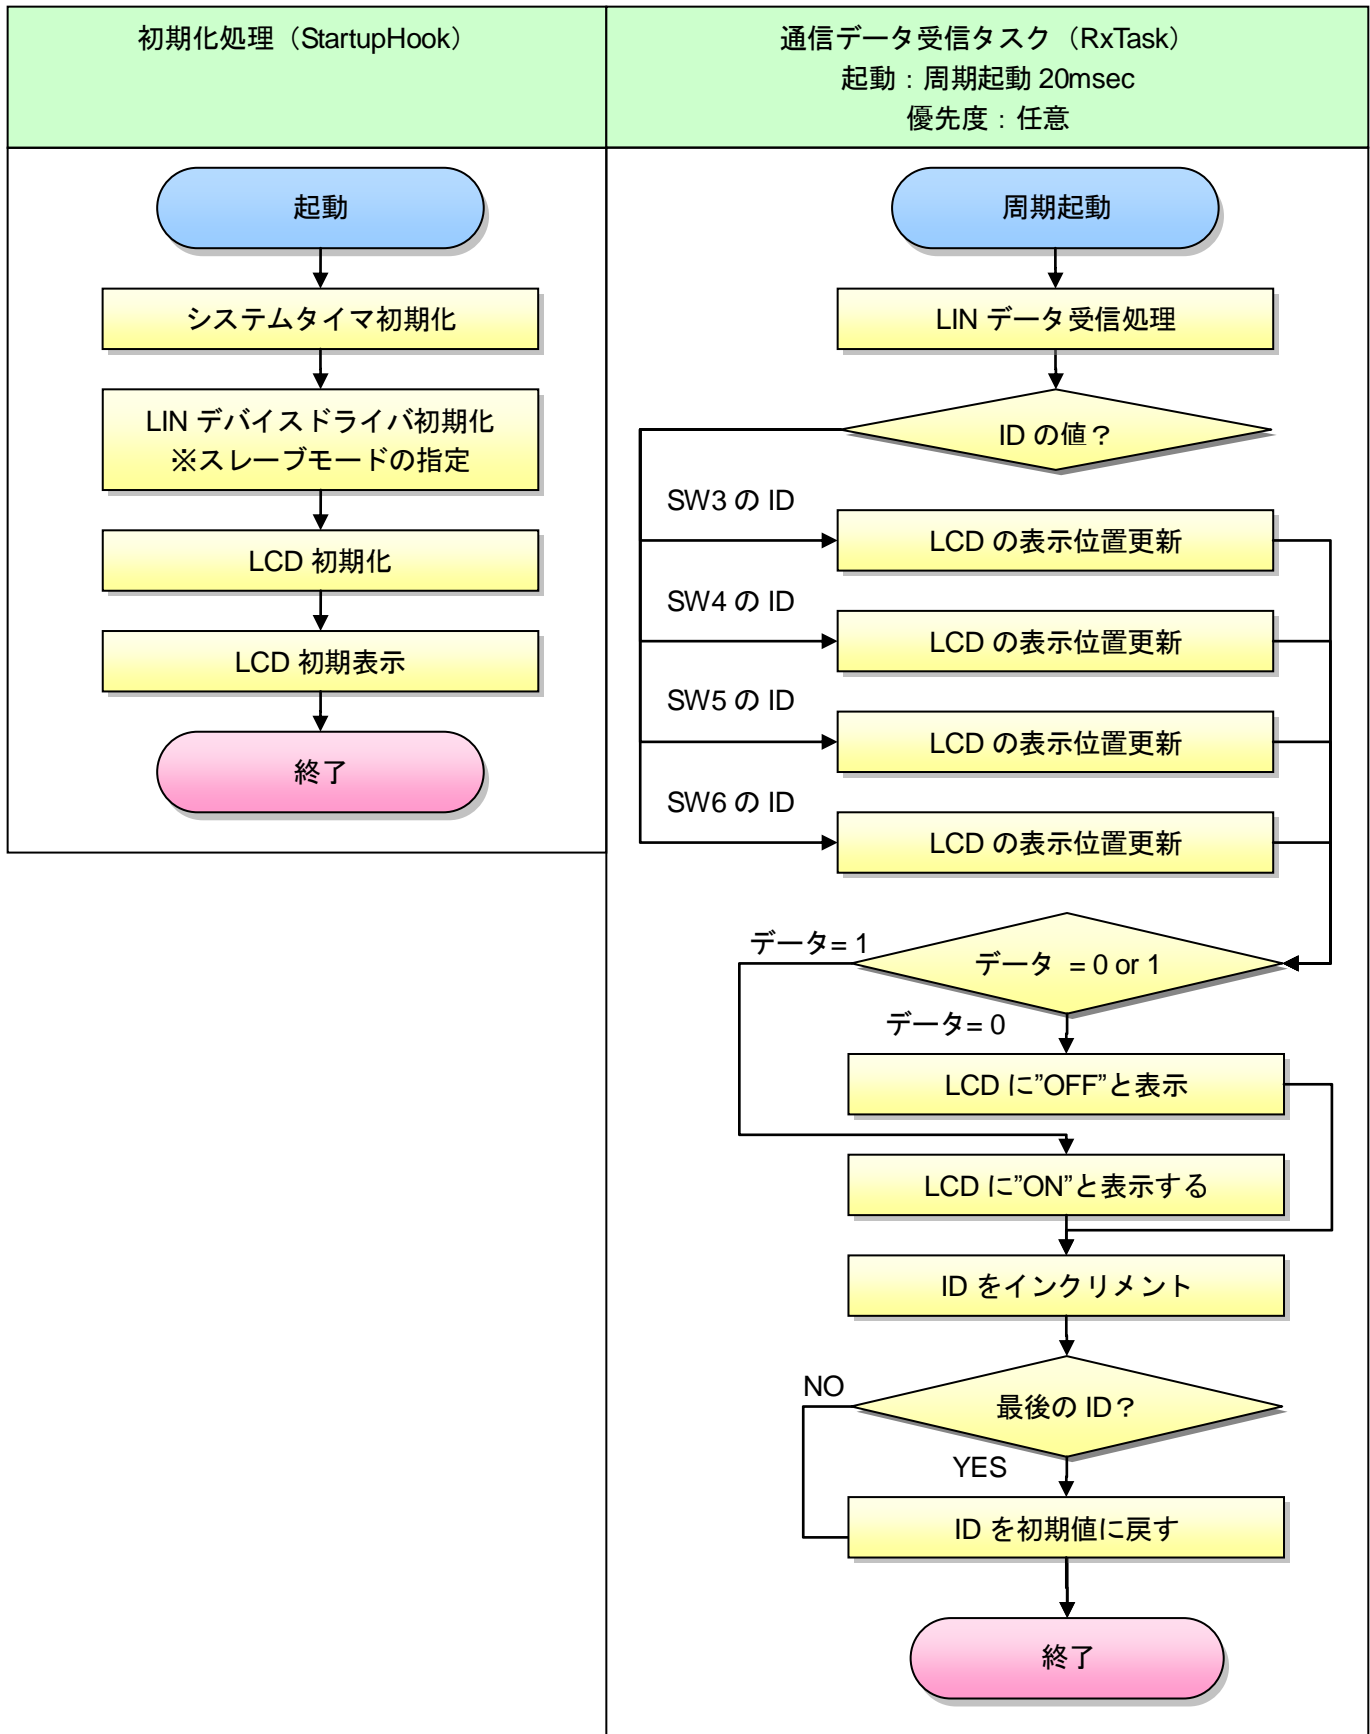 初期化処理（StartupHook）
通信データ受信タスク（RxTask）
起動：周期起動 20msec
優先度：任意
起動
システムタイマ初期化
LIN デバイスドライバ初期化
※スレーブモードの指定
LCD 初期化
LCD 初期表示
終了
周期起動
LIN データ受信処理
ID の値？
SW3 の ID
LCD の表示位置更新
SW4 の ID
LCD の表示位置更新
SW5 の ID
LCD の表示位置更新
SW6 の ID
LCD の表示位置更新
データ= 1
データ = 0 or 1
データ= 0
LCD に”OFF”と表示
LCD に”ON”と表示する
ID をインクリメント
NO
最後の ID？
YES
ID を初期値に戻す
終了